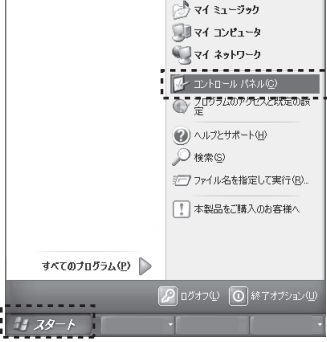 マイ ミュージック
マイ コンピュータ
マイ ネットワーク
コントロール パネル(C)
プログラムのアクセスと既定の設
定
ヘルプとサポート(H)
検索(S)
ファイル名を指定して実行(R)...
本製品をご購入のお客様へ
すべてのプログラム(P)
ログオフ(L)
終了オプション(U)
スタート